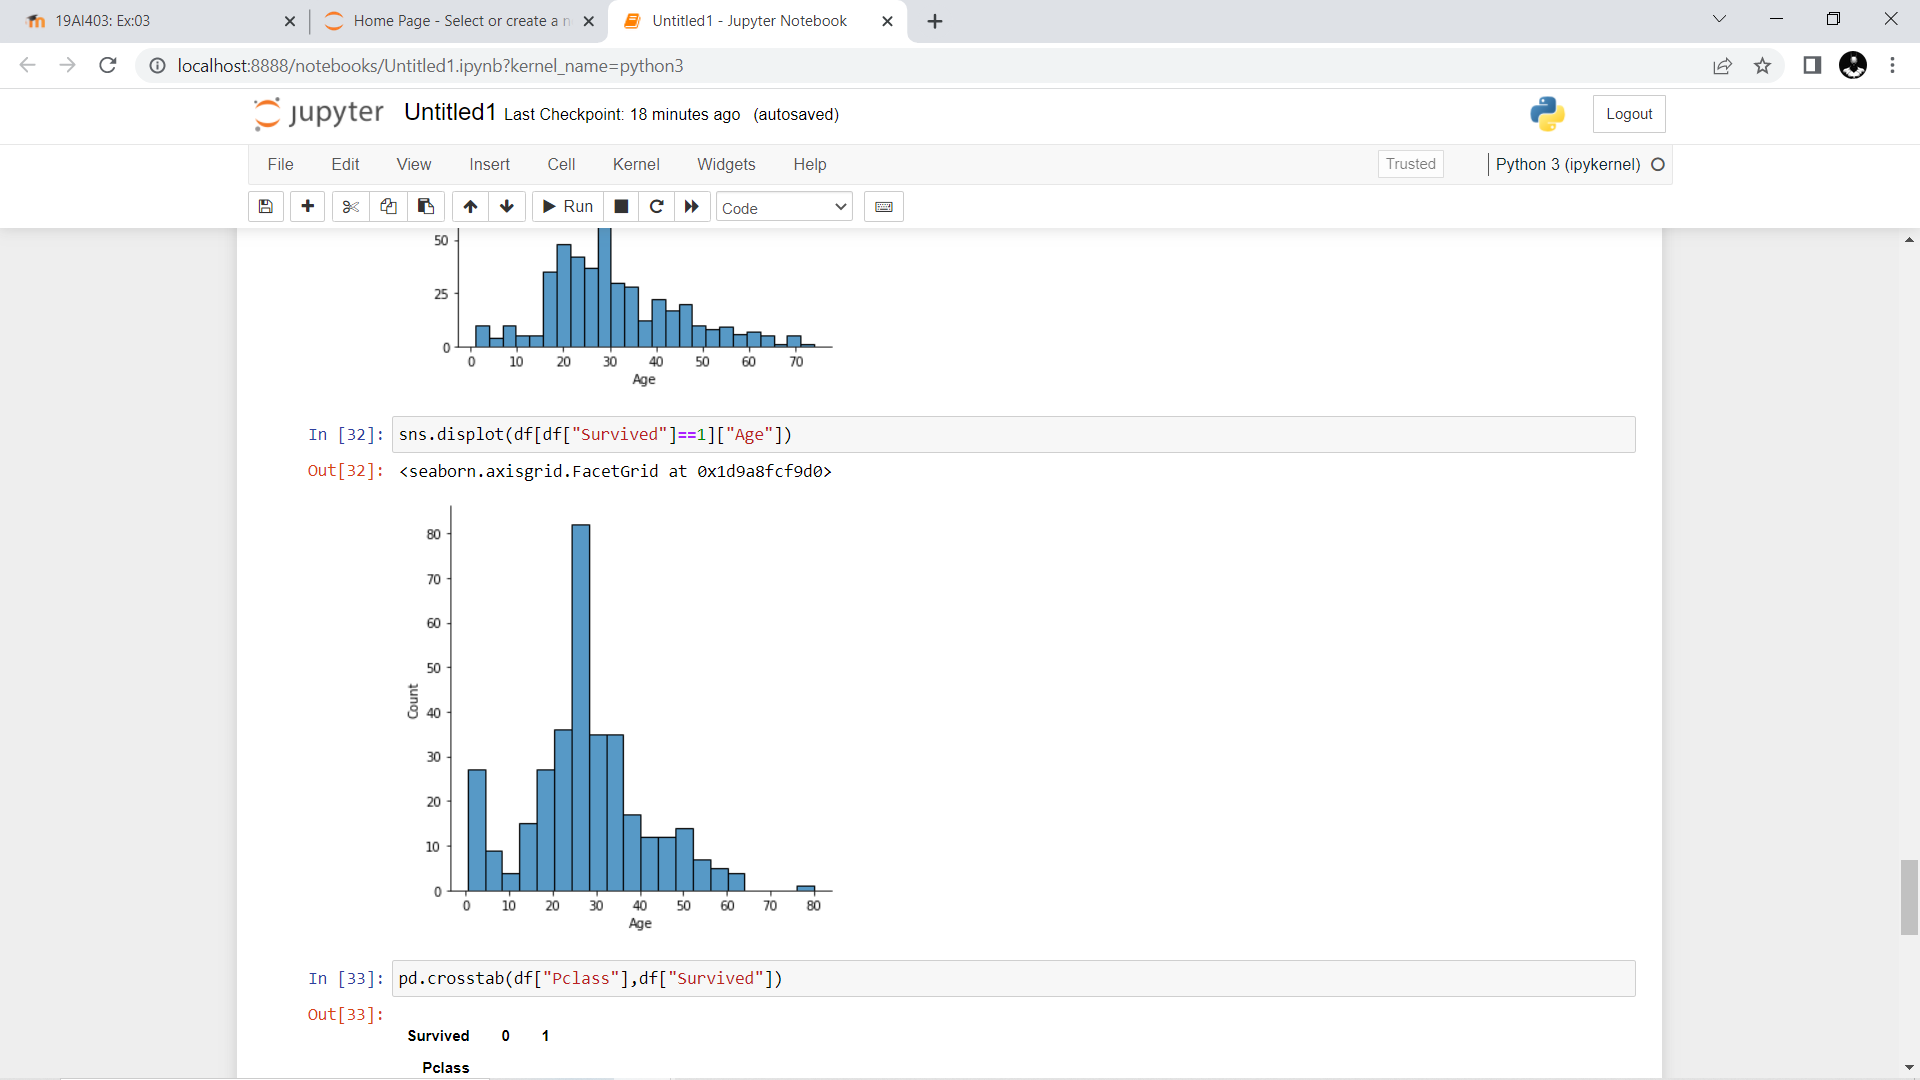 19AI403: Ex:03
Home Page - Select or create a n
Untitled1 - Jupyter Notebook
localhost:8888/notebooks/Untitled1.ipynb?kernel_name=python3
jupyter Untitled1 Last Checkpoint: 18 minutes ago (autosaved)
Logout
File Edit View Insert Cell Kernel Widgets Help
Trusted
Python 3 (ipykernel)
Run
Code
50
25
0
0 10 20 30 40 50 60 70
Age
In [32]: sns.displot(df[df["Survived"]==1]["Age"])
Out[32]: <seaborn.axisgrid.FacetGrid at 0x1d9a8fcf9d0>
80
70
60
50
40
30
20
10
0
Count
0 10 20 30 40 50 60 70 80
Age
In [33]: pd.crosstab(df["Pclass"],df["Survived"])
Out[33]:
Survived 0 1
Pclass